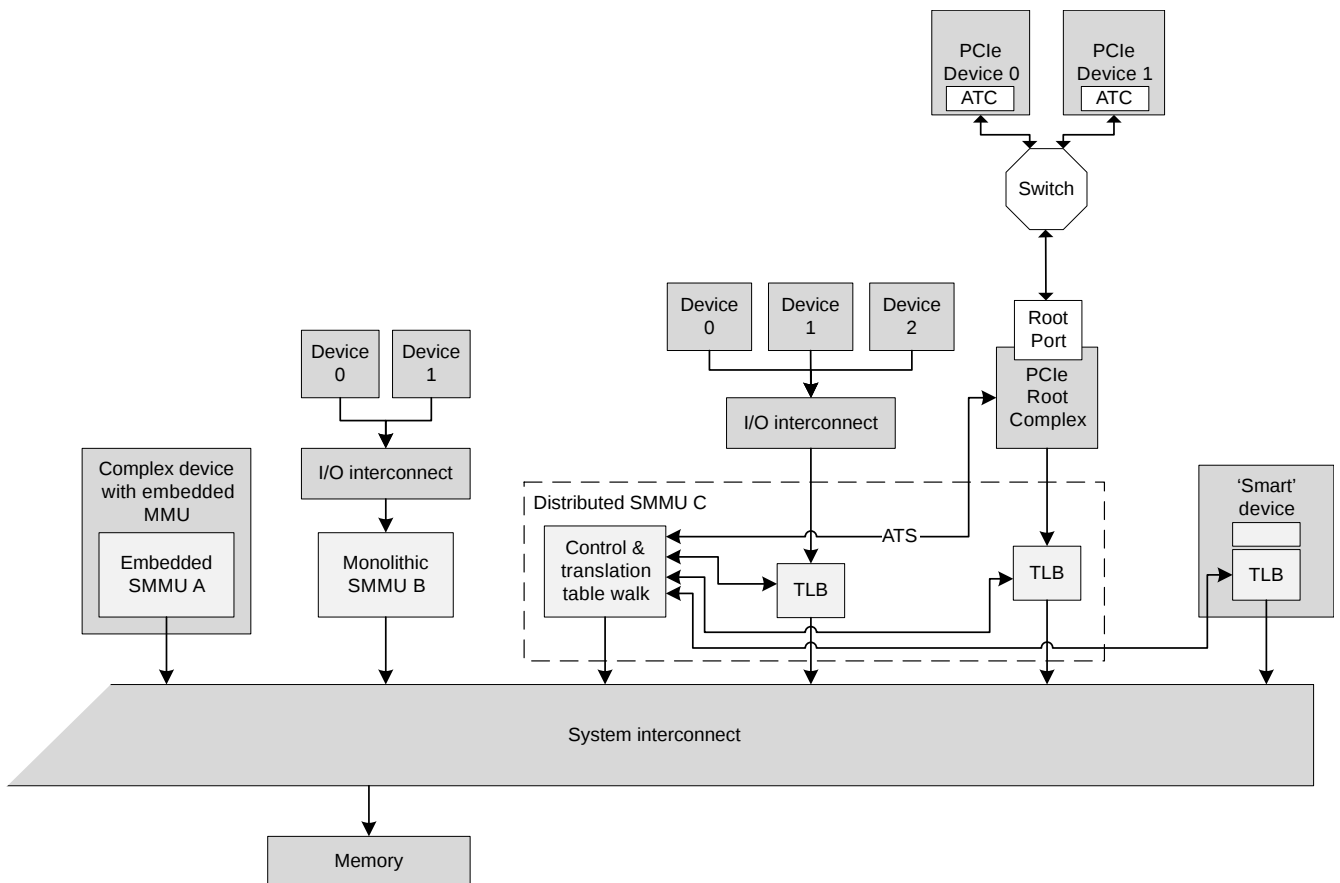 PCIe
Device 0
ATC
PCIe
Device 1
ATC
Switch
Root
Port
PCIe
Root
Complex
Device
0
Device
1
Device
2
I/O interconnect
Device
0
Device
1
I/O interconnect
Complex device
with embedded
MMU
Embedded
SMMU A
Monolithic
SMMU B
Distributed SMMU C
Control &
translation
table walk
ATS
TLB
TLB
‘Smart’
device
TLB
System interconnect
Memory